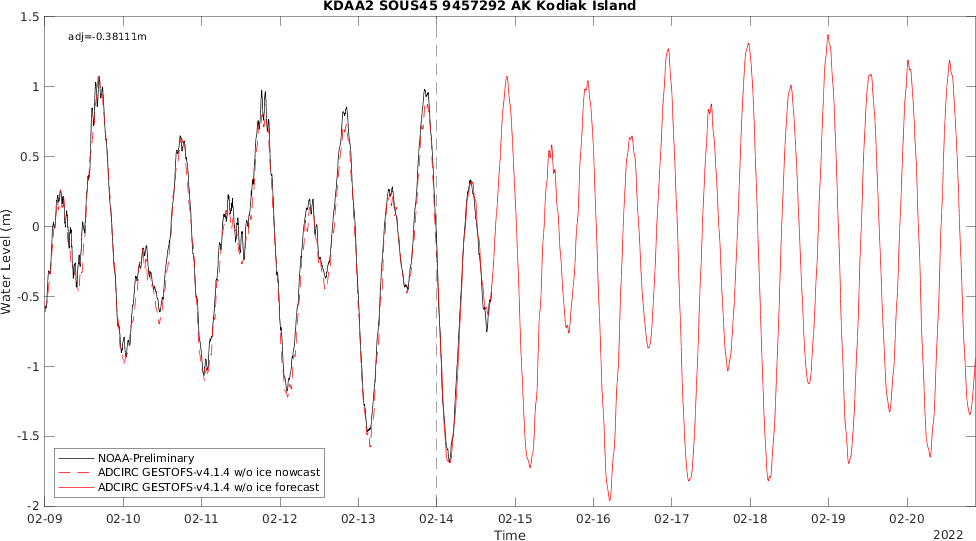 KDAA2 SOUS45 9457292 AK Kodiak Island
adj=-0.38111m
1.5
1
0.5
0
-0.5
-1
-1.5
-2
Water Level (m)
NOAA-Preliminary
ADCIRC GESTOFS-v4.1.4 w/o ice nowcast
ADCIRC GESTOFS-v4.1.4 w/o ice forecast
02-09 02-10 02-11 02-12 02-13 02-14 02-15 02-16 02-17 02-18 02-19 02-20
Time
2022